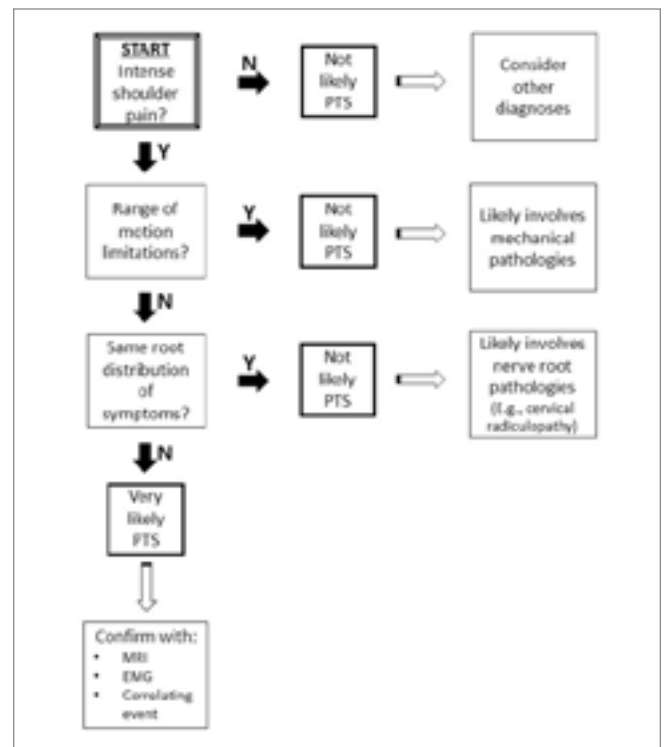 START
Intense
shoulder
pain?
N
Not
likely
PTS
Consider
other
diagnoses
Y
Range of
motion
limitations?
Y
Not
likely
PTS
Likely involves
mechanical
pathologies
N
Same root
distribution
of
symptoms?
Y
Not
likely
PTS
Likely involves
nerve root
pathologies
(E.g., cervical
radiculopathy)
N
Very
likely
PTS
Confirm with:
• MRI
• EMG
• Correlating
event